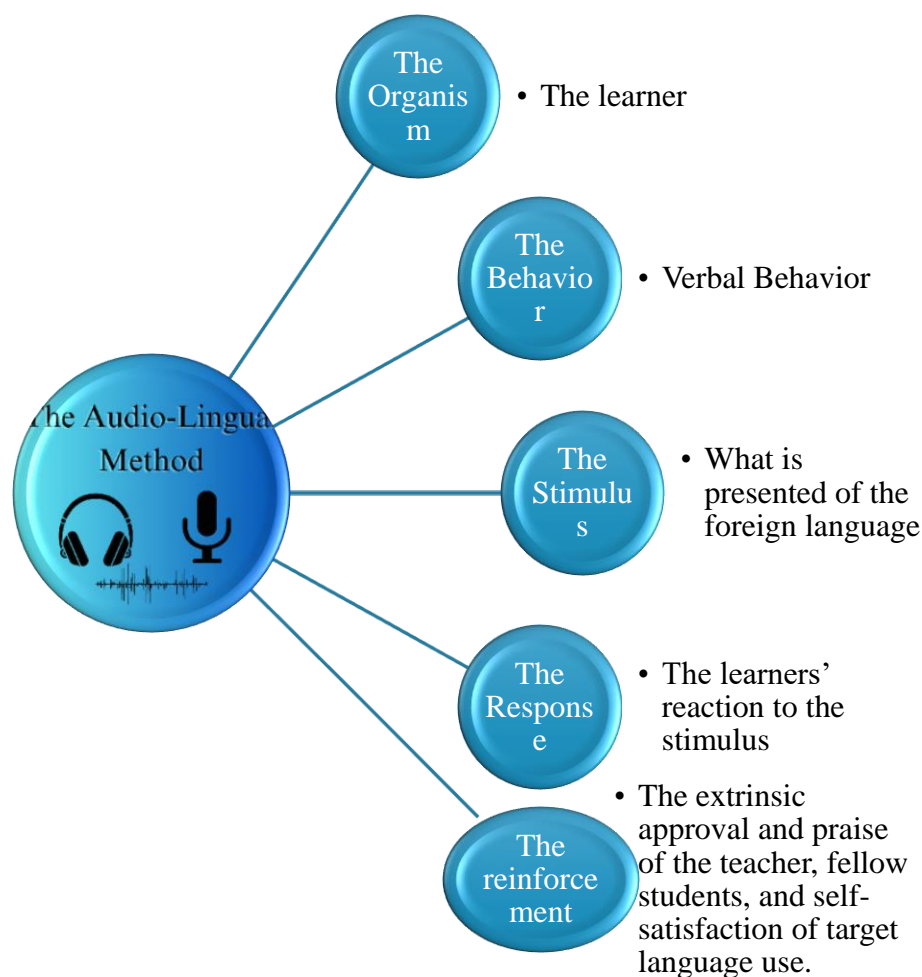 The
Organis
m
• The learner
The
Behavio
r
• Verbal Behavior
The Audio-Lingual
Method
The
Stimulu
s
• What is
presented of the
foreign language
The
Respons
e
• The learners’
reaction to the
stimulus
The
reinforce
ment
• The extrinsic
approval and praise
of the teacher, fellow
students, and self-
satisfaction of target
language use.